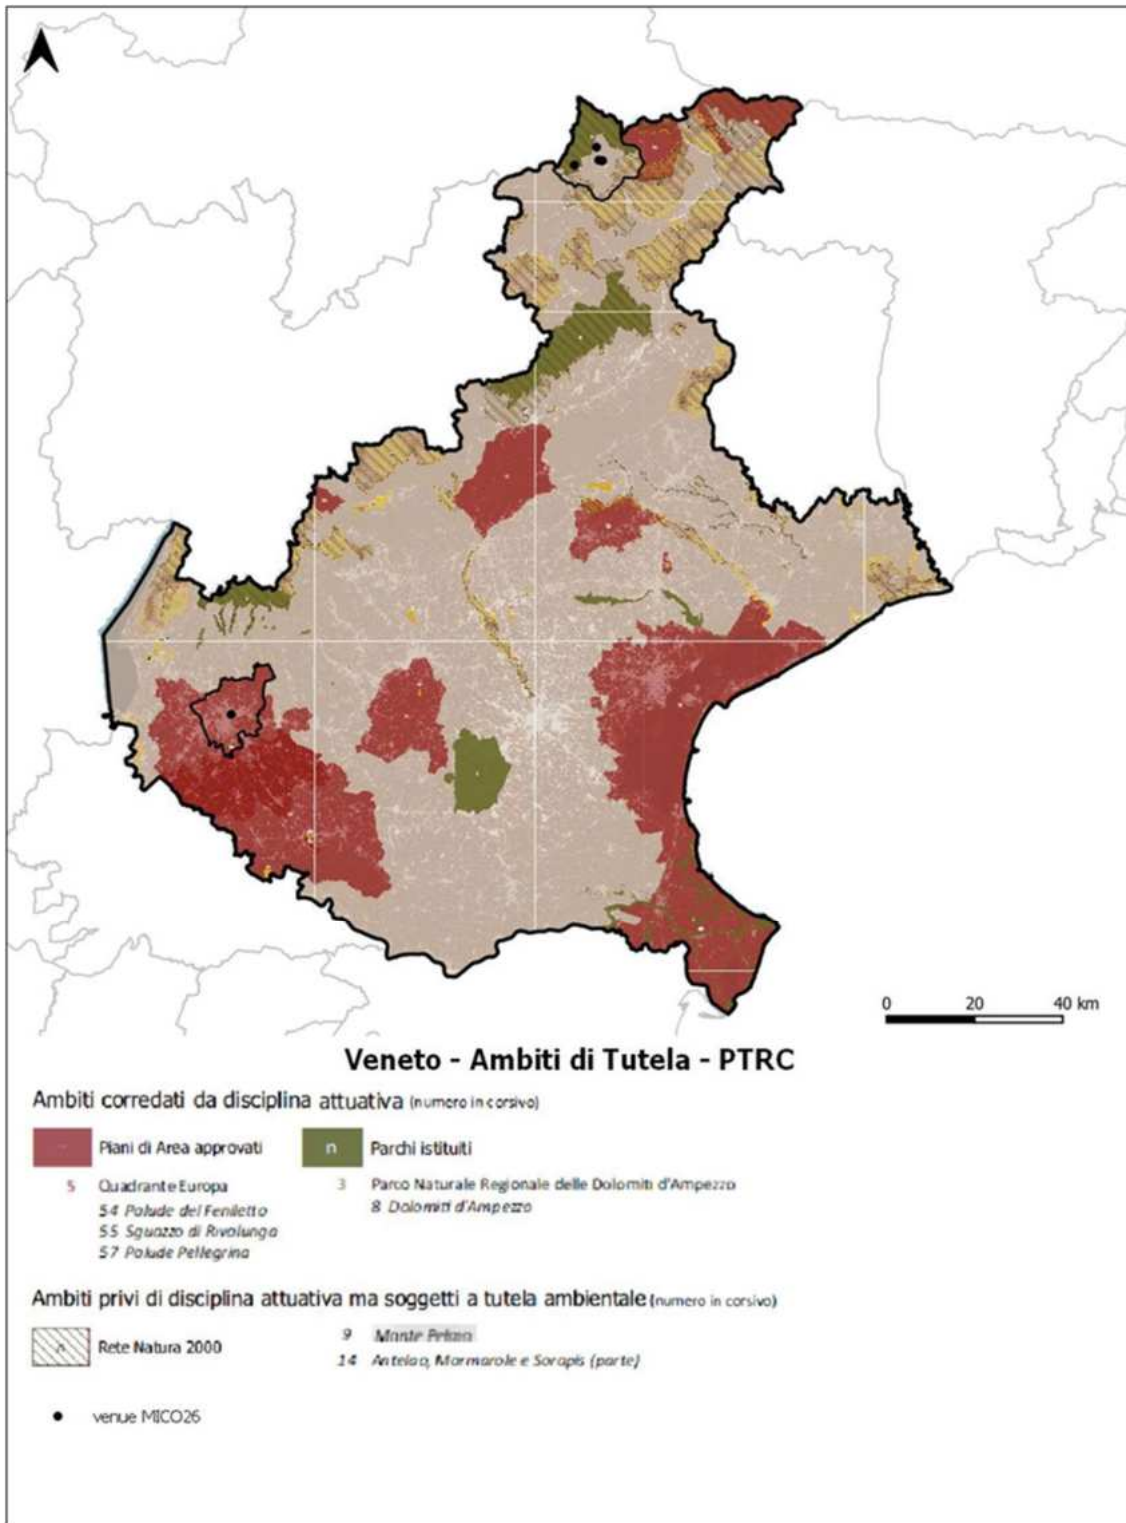 0 20 40 km
Veneto - Ambiti di Tutela - PTRC
Ambiti corredati da disciplina attuativa (numero in corsivo)
Piani di Area approvati
n Parchi istituiti
5 Quadrante Europa
54 Palude del Feniletto
55 Sguazzo di Rivalunga
57 Palude Pellegrina
3 Parco Naturale Regionale delle Dolomiti d'Ampezzo
8 Dolomiti d'Ampezzo
Ambiti privi di disciplina attuativa ma soggetti a tutela ambientale (numero in corsivo)
n Rete Natura 2000
9 Monte Pelmo
14 Antelao, Marmarole e Sorapis (parte)
venue MICO26